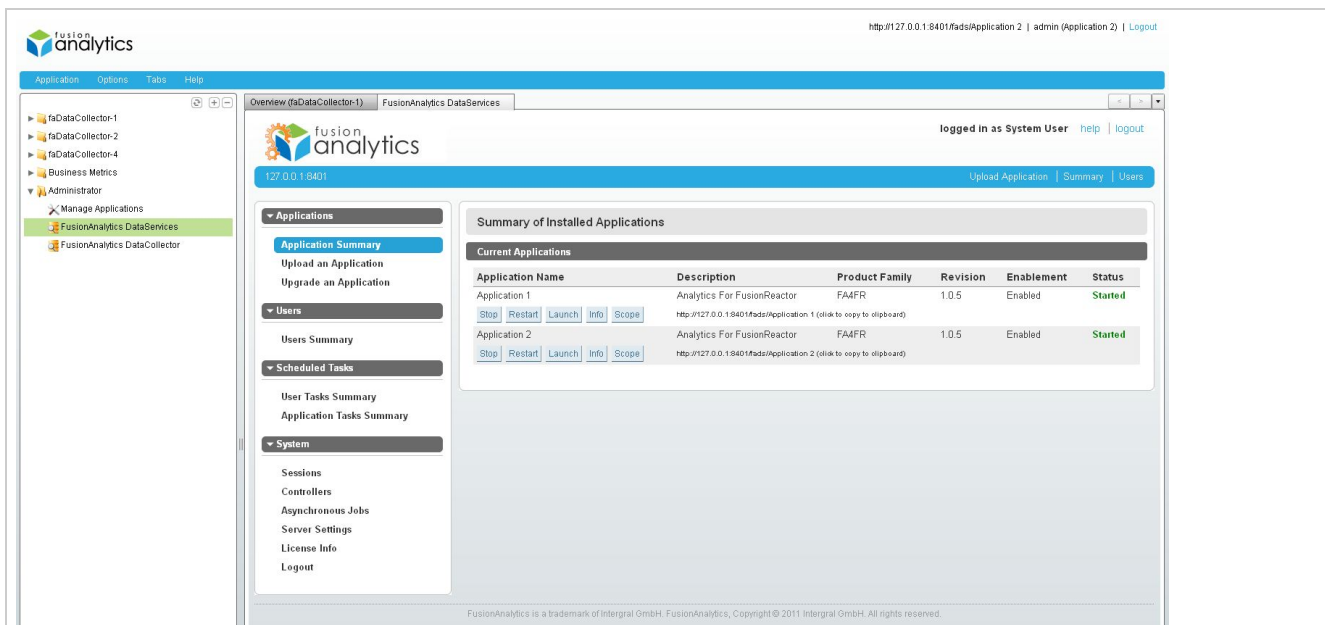 http://127.0.0.1:8401/fads/Application 2 | admin (Application 2) | Logout
fusion
analytics
Application Options Tabs Help
Overview (faDataCollector-1) FusionAnalytics DataServices
faDataCollector-1
faDataCollector-2
faDataCollector-4
Business Metrics
Administrator
Manage Applications
FusionAnalytics DataServices
FusionAnalytics DataCollector
fusion
analytics
logged in as System User help | logout
127.0.0.1:8401 Upload Application | Summary | Users
Applications
Application Summary
Upload an Application
Upgrade an Application
Users
Users Summary
Scheduled Tasks
User Tasks Summary
Application Tasks Summary
System
Sessions
Controllers
Asynchronous Jobs
Server Settings
License Info
Logout
Summary of Installed Applications
Current Applications
Application Name Description Product Family Revision Enablement Status
Application 1 Analytics For FusionReactor FA4FR 1.0.5 Enabled Started
Stop Restart Launch Info Scope http://127.0.0.1:8401/fads/Application 1 (click to copy to clipboard)
Application 2 Analytics For FusionReactor FA4FR 1.0.5 Enabled Started
Stop Restart Launch Info Scope http://127.0.0.1:8401/fads/Application 2 (click to copy to clipboard)
FusionAnalytics is a trademark of Intergral GmbH. FusionAnalytics, Copyright © 2011 Intergral GmbH. All rights reserved.